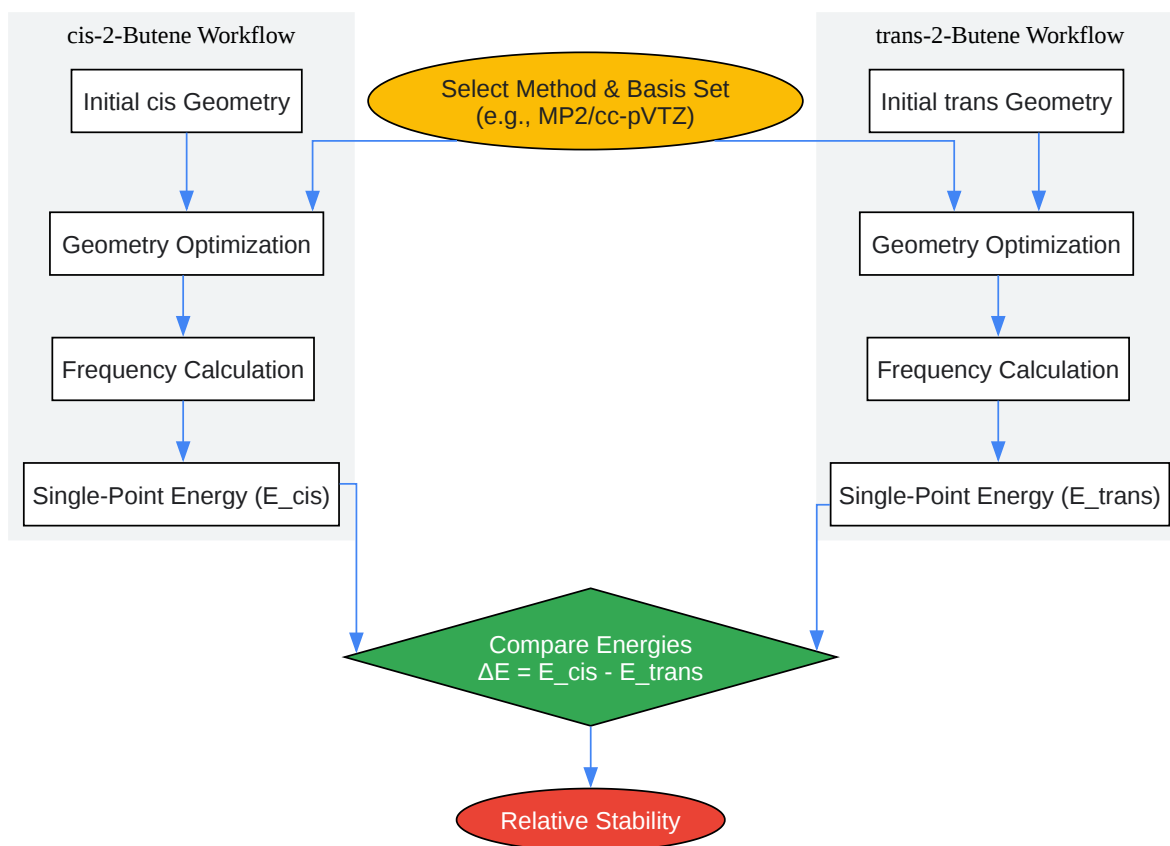 cis-2-Butene Workflow
trans-2-Butene Workflow
Initial cis Geometry
Select Method & Basis Set
(e.g., MP2/cc-pVTZ)
Initial trans Geometry
Geometry Optimization
Geometry Optimization
Frequency Calculation
Frequency Calculation
Single-Point Energy (E_cis)
Single-Point Energy (E_trans)
Compare Energies
ΔE = E_cis - E_trans
Relative Stability